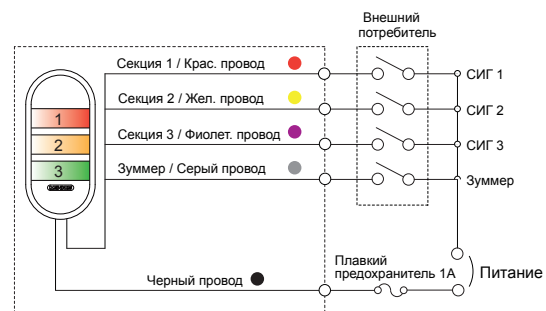 Внешний
потребитель
Секция 1 / Крас. провод
СИГ 1
Секция 2 / Жел. провод
СИГ 2
Секция 3 / Фиолет. провод
СИГ 3
Зуммер / Серый провод
Зуммер
1
2
3
Черный провод
Плавкий
предохранитель 1А
Питание